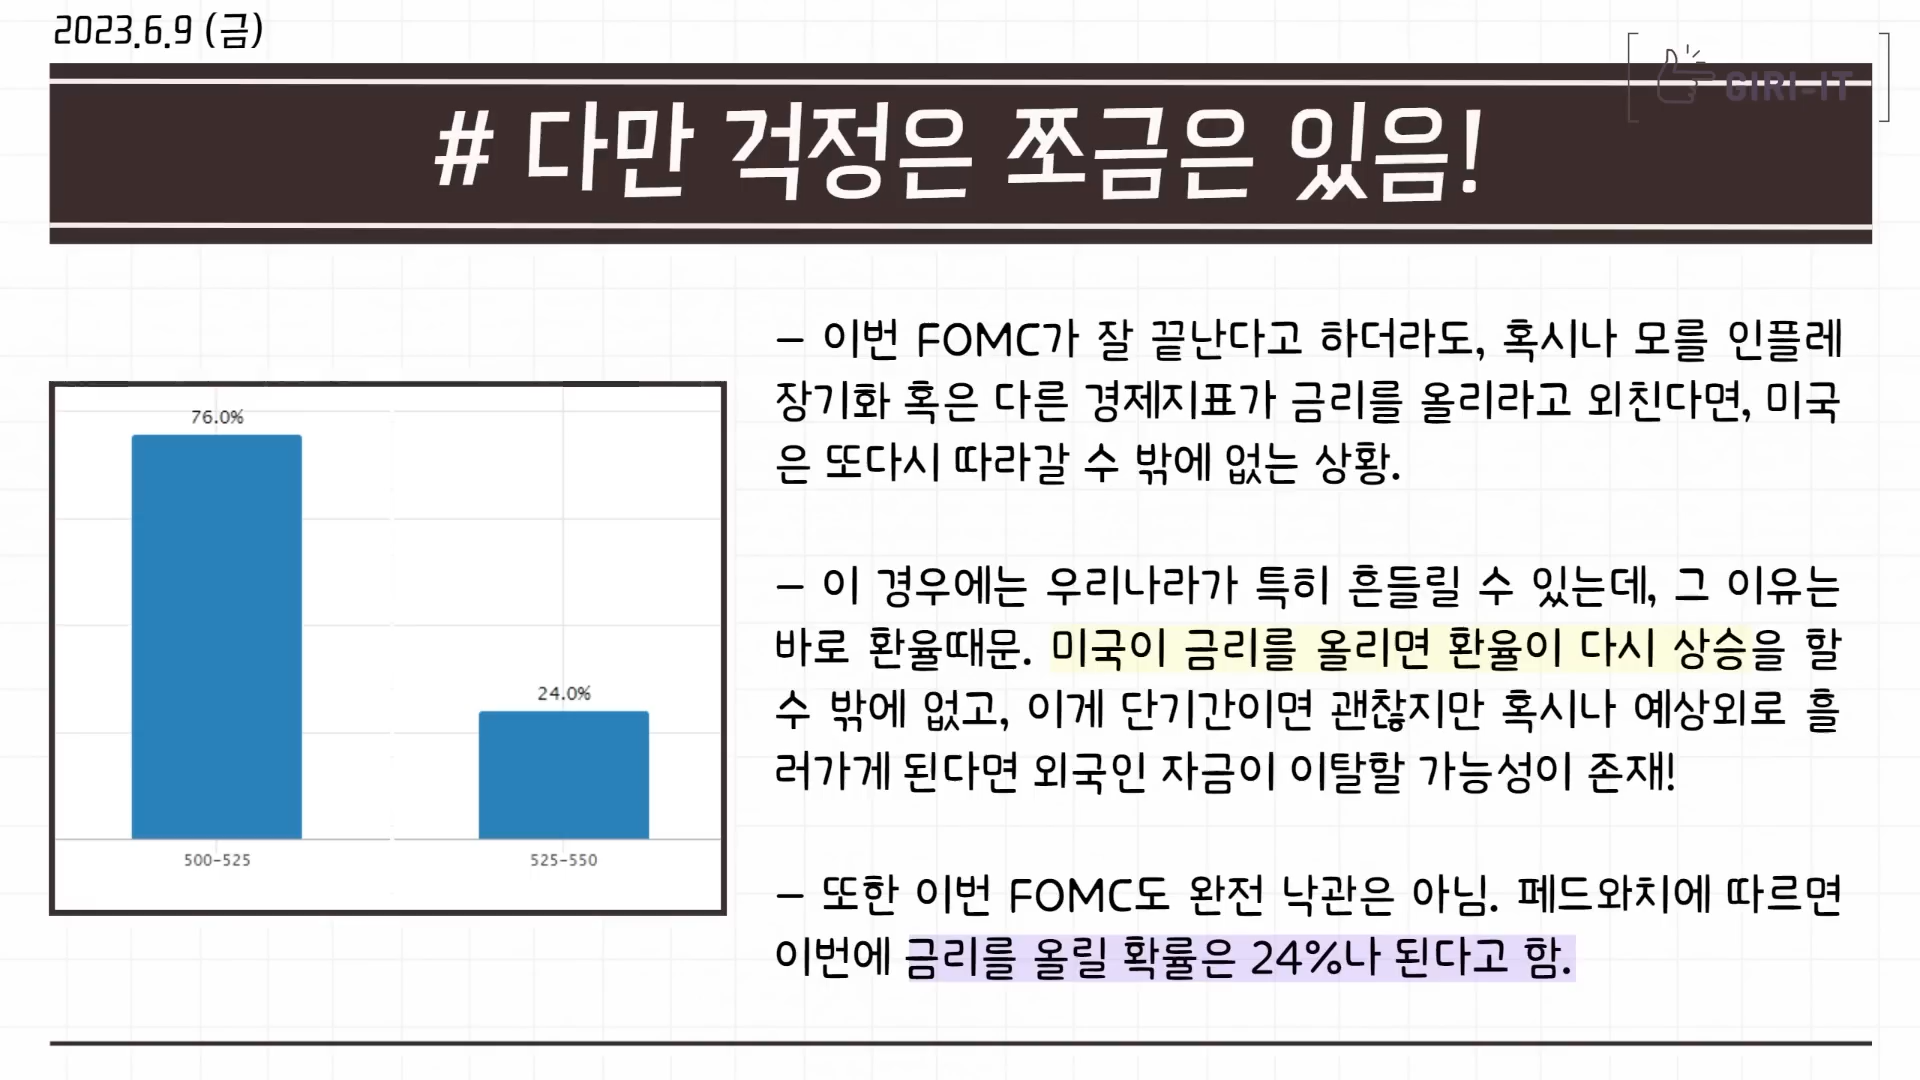 2023.6.9 (금)
GIRI-IT
# 다만 걱정은 쪼금은 있음!
76.0%
24.0%
500-525
525-550
– 이번 FOMC가 잘 끝난다고 하더라도, 혹시나 모를 인플레
장기화 혹은 다른 경제지표가 금리를 올리라고 외친다면, 미국
은 또다시 따라갈 수 밖에 없는 상황.
– 이 경우에는 우리나라가 특히 흔들릴 수 있는데, 그 이유는
바로 환율때문. 미국이 금리를 올리면 환율이 다시 상승을 할
수 밖에 없고, 이게 단기간이면 괜찮지만 혹시나 예상외로 흘
러가게 된다면 외국인 자금이 이탈할 가능성이 존재!
– 또한 이번 FOMC도 완전 낙관은 아님. 페드와치에 따르면
이번에 금리를 올릴 확률은 24%나 된다고 함.